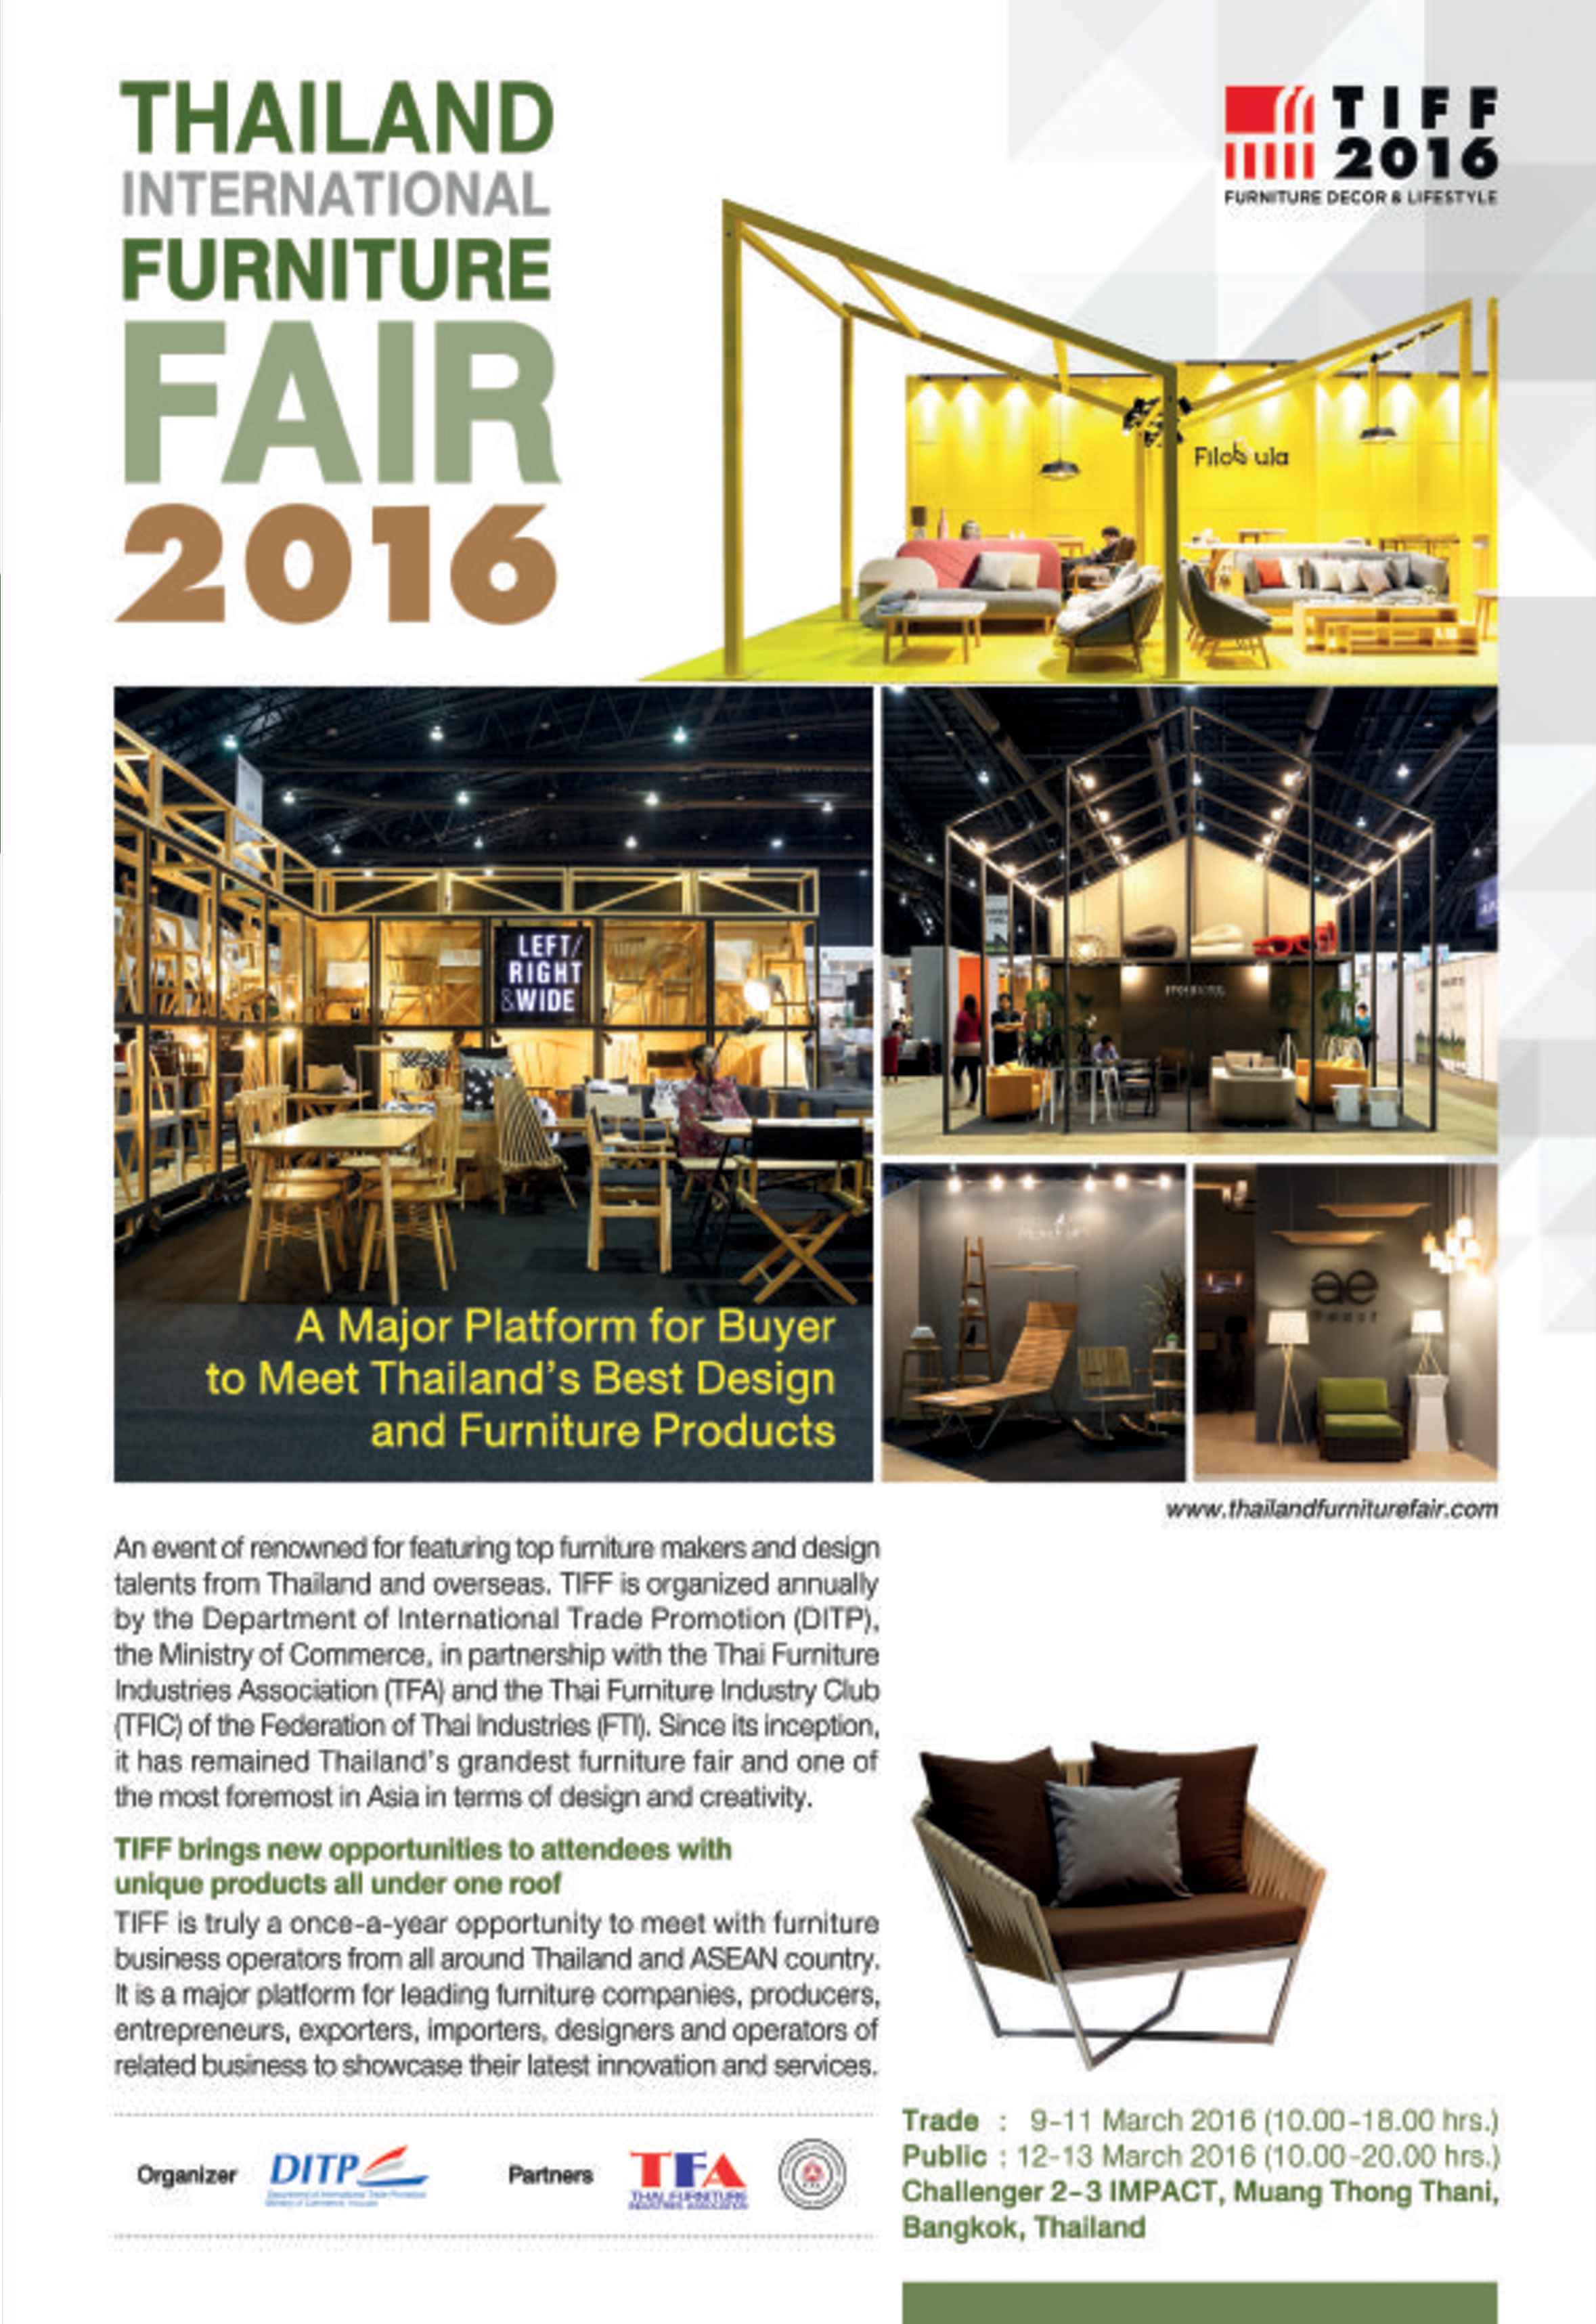 THAILAND
INTERNATIONAL
FURNITURE
FAIR
2016
TIFF
2016
FURNITURE DECOR & LIFESTYLE
LEFT/
RIGHT
&WIDE
A Major Platform for Buyer
to Meet Thailand's Best Design
and Furniture Products
ae
www.thailandfurniturefair.com
An event of renowned for featuring top furniture makers and design
talents from Thailand and overseas. TIFF is organized annually
by the Department of International Trade Promotion (DITP),
the Ministry of Commerce, in partnership with the Thai Furniture
Industries Association (TFA) and the Thai Furniture Industry Club
(TFIC) of the Federation of Thai Industries (FTI). Since its inception,
it has remained Thailand's grandest furniture fair and one of
the most foremost in Asia in terms of design and creativity.
TIFF brings new opportunities to attendees with
unique products all under one roof
TIFF is truly a once-a-year opportunity to meet with furniture
business operators from all around Thailand and ASEAN country.
It is a major platform for leading furniture companies, producers,
entrepreneurs, exporters, importers, designers and operators of
related business to showcase their latest innovation and services.
Organizer
DITP
Department of International Trade Promotion
Partners
TFA
THAI FURNITURE
INDUSTRIES ASSOCIATION
Trade : 9-11 March 2016 (10.00-18.00 hrs.)
Public : 12-13 March 2016 (10.00-20.00 hrs.)
Challenger 2-3 IMPACT, Muang Thong Thani,
Bangkok, Thailand